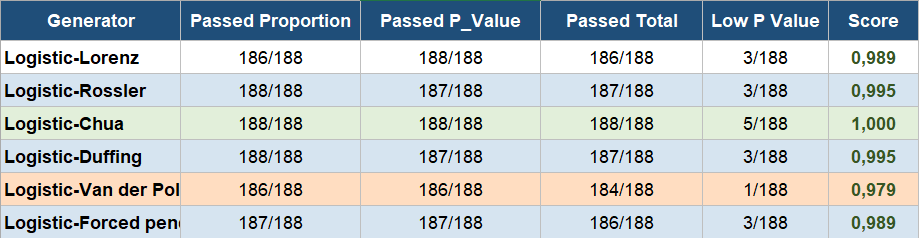 Generator Passed Proportion Passed P_Value Passed Total Low P Value Score
Logistic-Lorenz 186/188 188/188 186/188 3/188 0,989
Logistic-Rossler 188/188 187/188 187/188 3/188 0,995
Logistic-Chua 188/188 188/188 188/188 5/188 1,000
Logistic-Duffing 188/188 187/188 187/188 3/188 0,995
Logistic-Van der Pol 186/188 186/188 184/188 1/188 0,979
Logistic-Forced pen 187/188 187/188 186/188 3/188 0,989